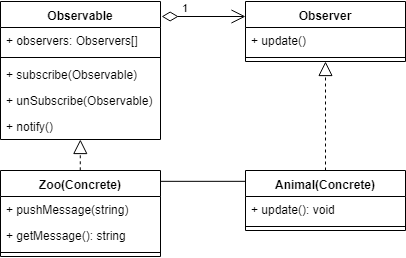 Observable
+ observers: Observers[]
+ subscribe(Observable)
+ unSubscribe(Observable)
+ notify()
1
Observer
+ update()
Zoo(Concrete)
+ pushMessage(string)
+ getMessage(): string
Animal(Concrete)
+ update(): void